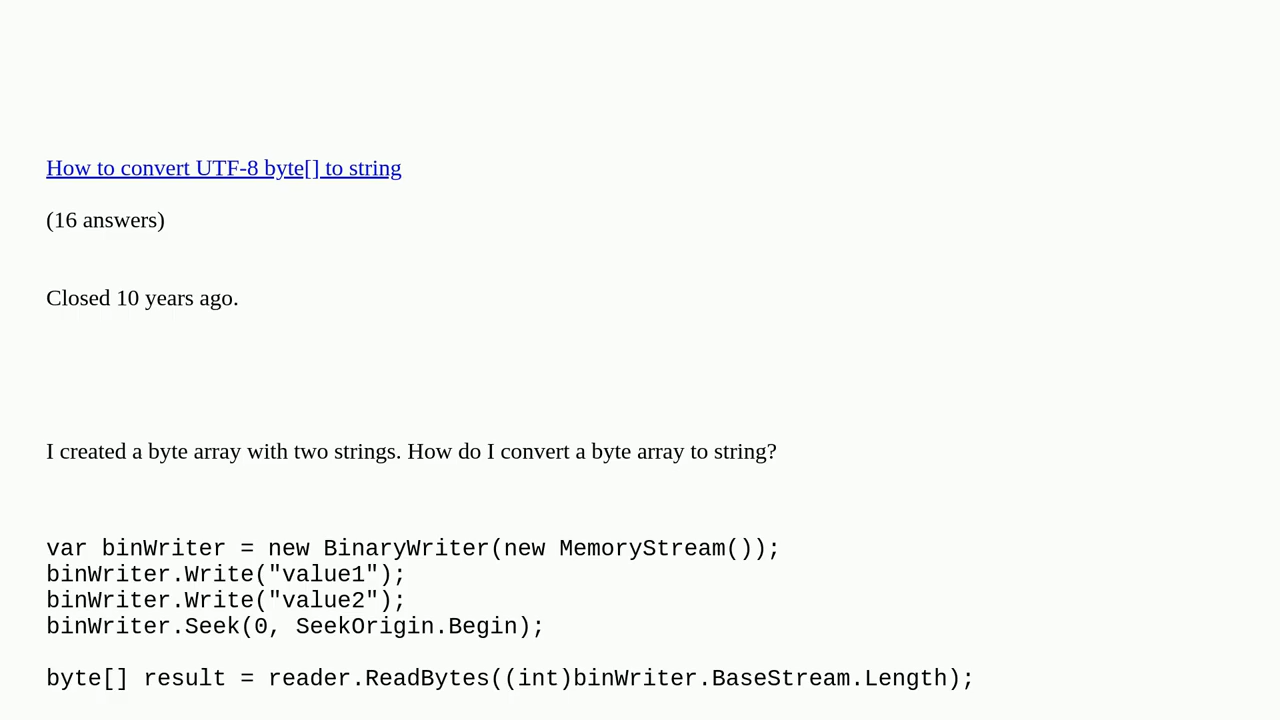 How to convert UTF-8 byte[] to string
(16 answers)
Closed 10 years ago.
I created a byte array with two strings. How do I convert a byte array to string?
var binWriter = new BinaryWriter(new MemoryStream());
binWriter.Write("value1");
binWriter.Write("value2");
binWriter.Seek(0, SeekOrigin.Begin);
byte[] result = reader.ReadBytes((int)binWriter.BaseStream.Length);